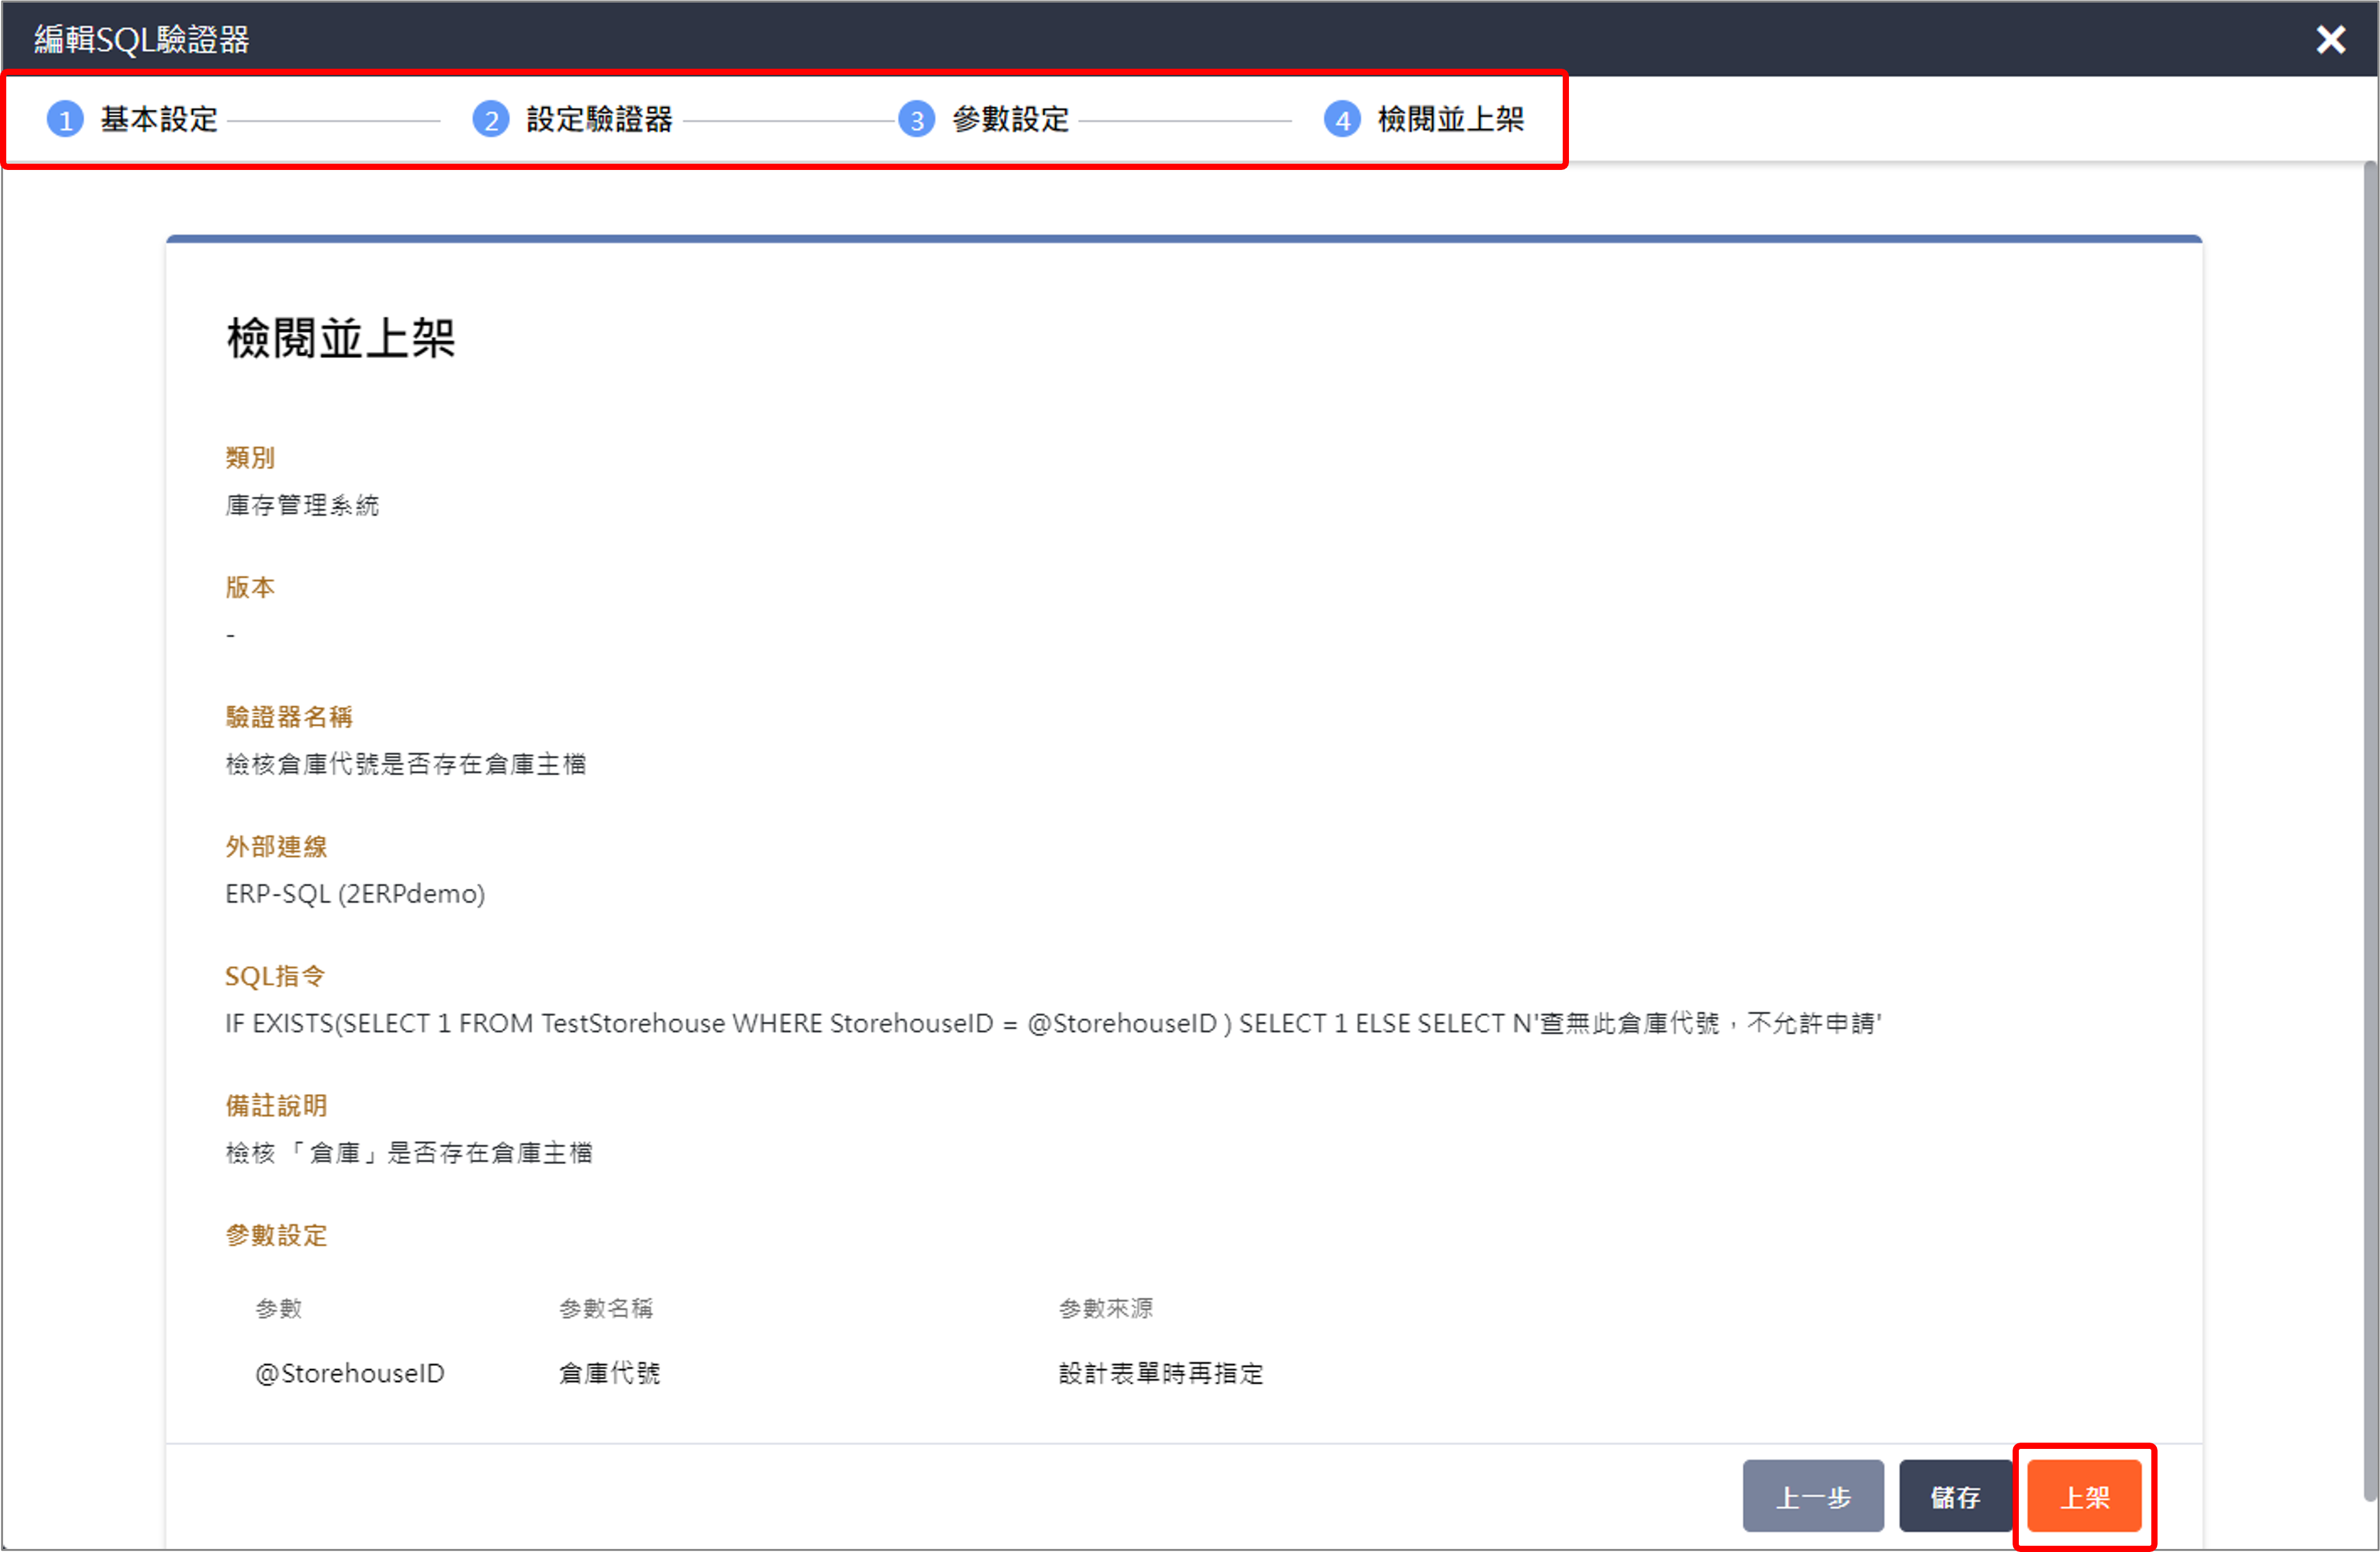 編輯SQL驗證器
1 基本設定 2 設定驗證器 3 參數設定 4 檢閱並上架
檢閱並上架
類別
庫存管理系統
版本
-
驗證器名稱
檢核倉庫代號是否存在倉庫主檔
外部連線
ERP-SQL (2ERPdemo)
SQL指令
IF EXISTS(SELECT 1 FROM TestStorehouse WHERE StorehouseID = @StorehouseID ) SELECT 1 ELSE SELECT N'查無此倉庫代號，不允許申請'
備註說明
檢核「倉庫」是否存在倉庫主檔
參數設定
參數 參數名稱 參數來源
@StorehouseID 倉庫代號 設計表單時再指定
上一步 儲存 上架